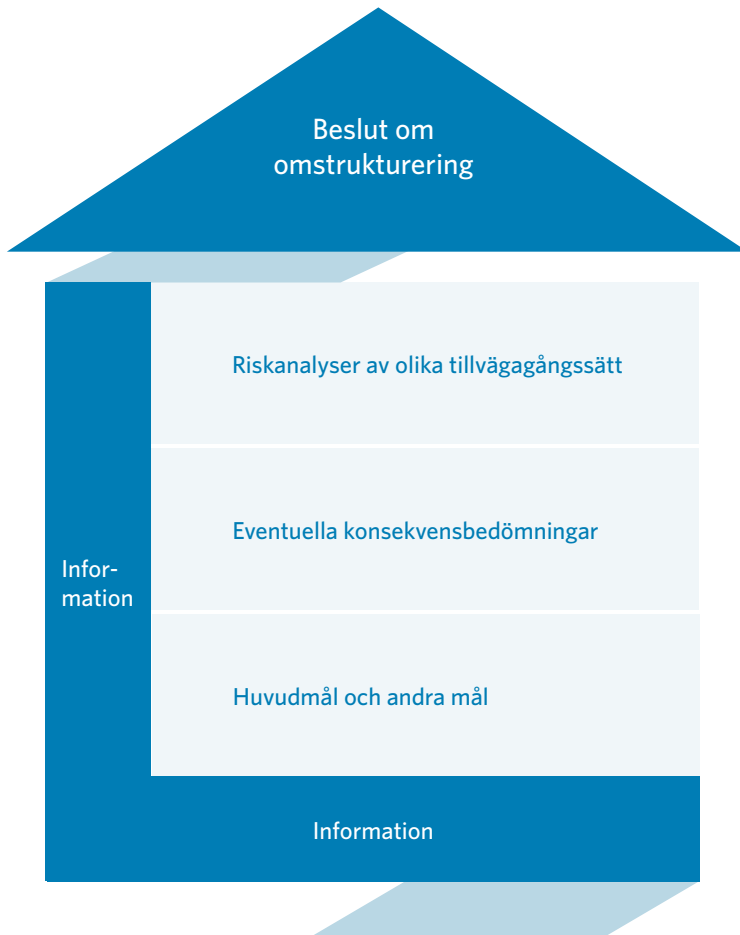 Beslut om
omstrukturering
Riskanalyser av olika tillvägagångssätt
Eventuella konsekvensbedömningar
Infor-
mation
Huvudmål och andra mål
Information